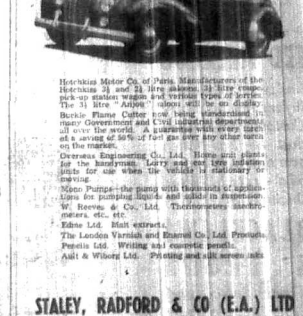 Hotchkiss Motor Co. of Paris. Manufacturers of the
Hotchkiss 3½ and 2½ litre saloons, 3½ litre coupe,
pick-up station wagon and various types of lorries.
The 3½ litre "Anjou" saloon will be on display.
Buckle Flame Cutter now being standardised in
many Government and Civil industrial departments
all over the world. A guarantee with every torch
of a saving of 50% of fuel gas over any other torch
on the market.
Overseas Engineering Co., Ltd. Home unit plants
for the handyman. Lorry and car tyre inflation
units for use when the vehicle is stationary or
moving.
Mono Pumps—the pump with thousands of applica-
tions for pumping liquids and solids in suspension.
W. Reeves & Co., Ltd. Thermometers
meters, etc., etc.
Edme Ltd. Malt extracts.
The London Varnish and Enamel Co., Ltd. Products
Pencils Ltd. Writing and cosmetic pencils.
Ault & Wiborg Ltd. Printing and silk screen inks
STALEY, RADFORD & CO (E.A.) LTD